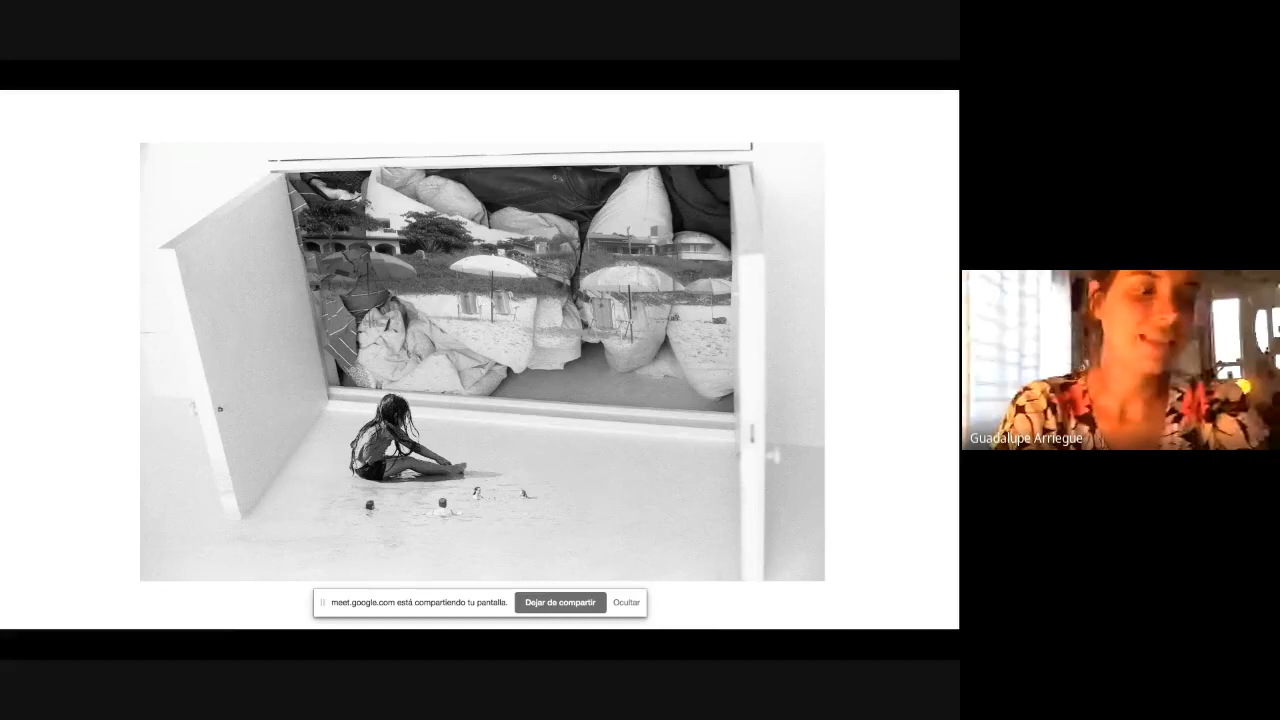 meet.google.com está compartiendo tu pantalla.
Dejar de compartir
Ocultar
Guadalupe Arriegue